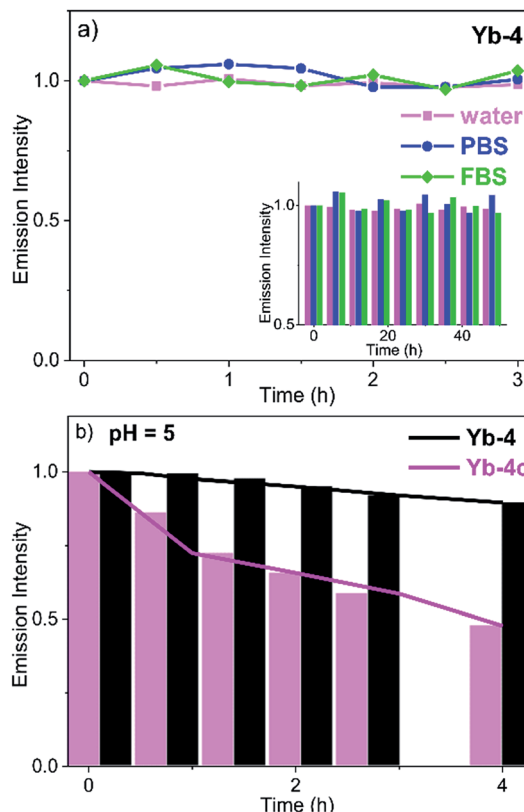 a) Yb-4
1.0
water
PBS
FBS
Emission Intensity
0.5
1.0
Emission Intensity
0.5
0 20 40
Time (h)
0.0
0 1 2 3
Time (h)
b) pH = 5 Yb-4
Yb-4c
1.0
Emission Intensity
0.5
0.0
0 2 4
Time (h)